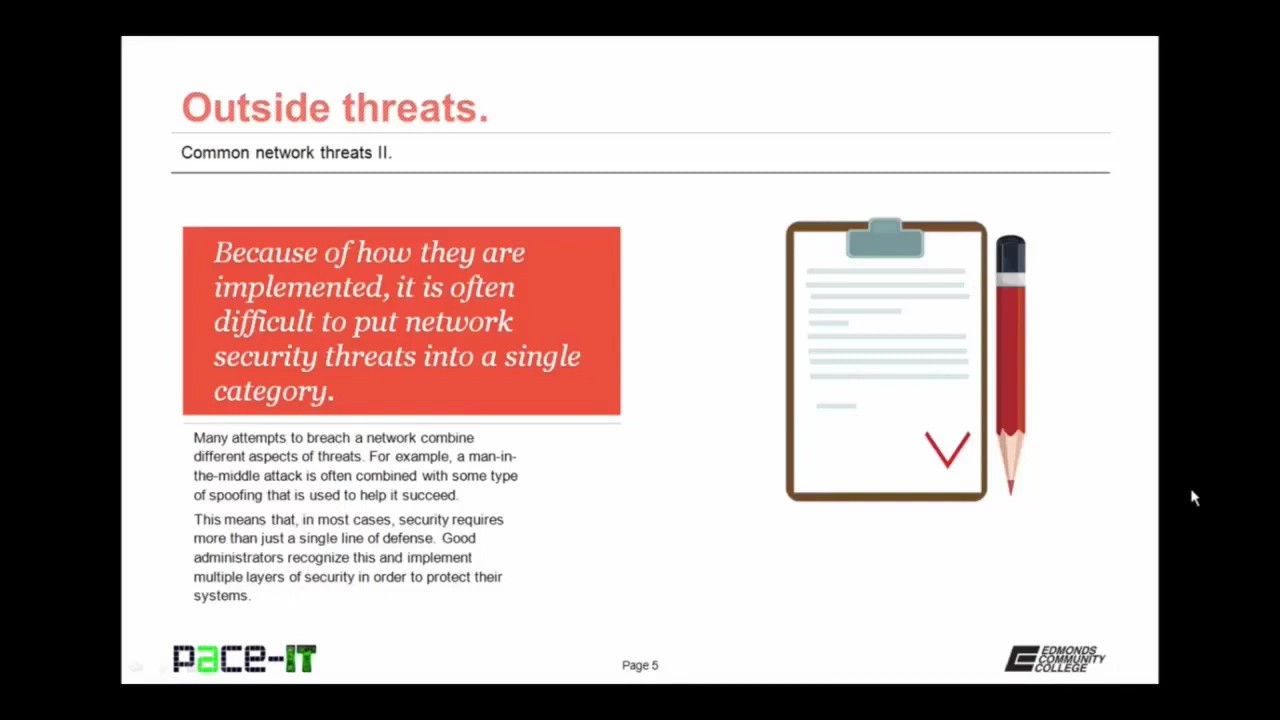 Outside threats.
Common network threats II.
Because of how they are
implemented, it is often
difficult to put network
security threats into a single
category.
Many attempts to breach a network combine
different aspects of threats. For example, a man-in-
the-middle attack is often combined with some type
of spoofing that is used to help it succeed.
This means that, in most cases, security requires
more than just a single line of defense. Good
administrators recognize this and implement
multiple layers of security in order to protect their
systems.
pace-IT
Page 5
EDMONDS
COMMUNITY
COLLEGE